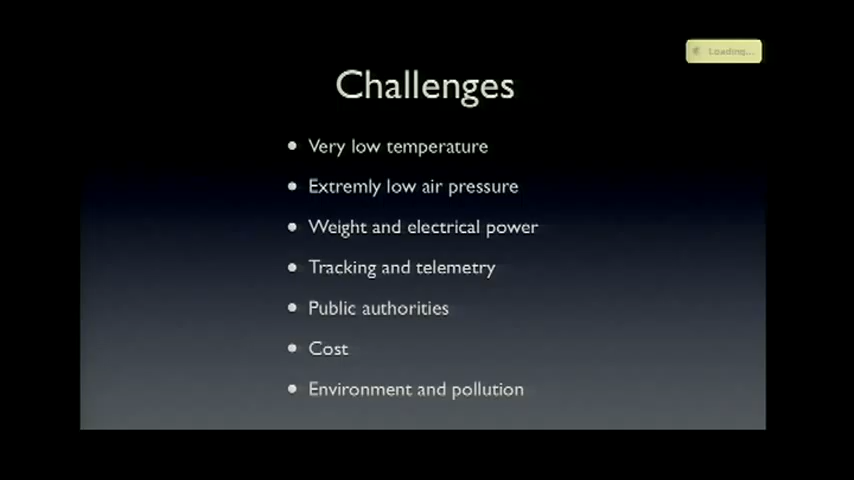 Loading...
Challenges
• Very low temperature
• Extremly low air pressure
• Weight and electrical power
• Tracking and telemetry
• Public authorities
• Cost
• Environment and pollution